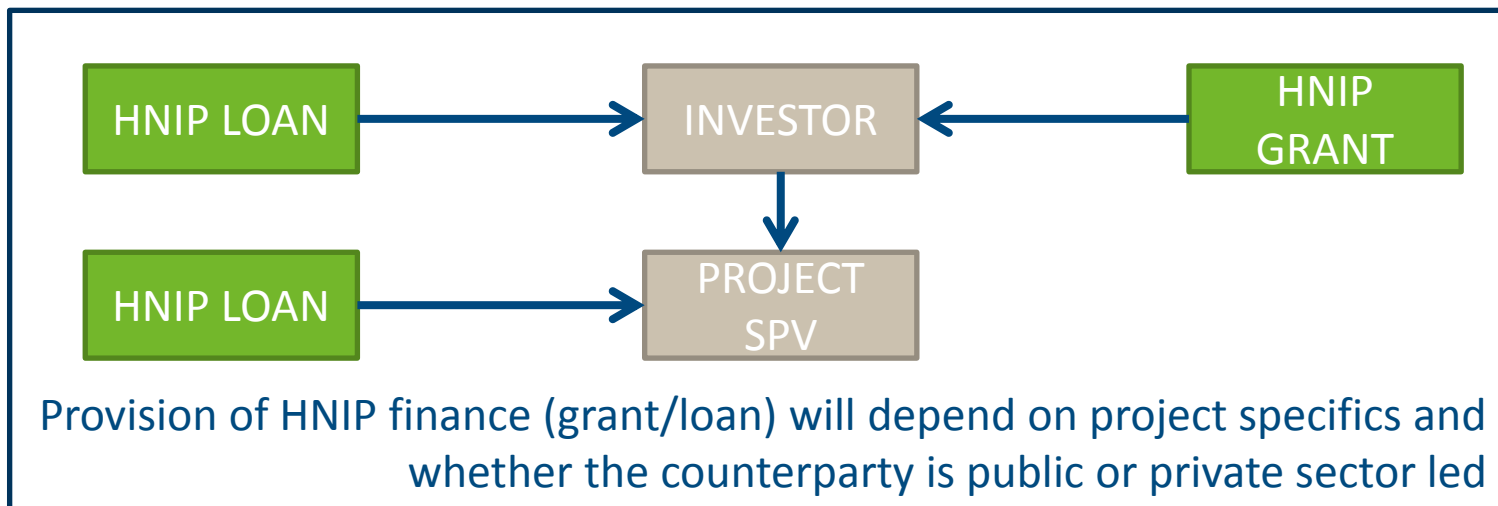 HNIP LOAN
INVESTOR
HNIP
GRANT
HNIP LOAN
PROJECT
SPV
Provision of HNIP finance (grant/loan) will depend on project specifics and
whether the counterparty is public or private sector led